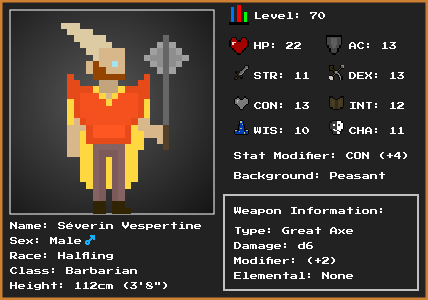 Level: 70
HP: 22
AC: 13
STR: 11
DEX: 13
CON: 13
INT: 12
WIS: 10
CHA: 11
Stat Modifier: CON (+4)
Background: Peasant
Name: Séverin Vespertine
Sex: Male♂
Race: Halfling
Class: Barbarian
Height: 112cm (3'8")
Weapon Information:
Type: Great Axe
Damage: d6
Modifier: (+2)
Elemental: None